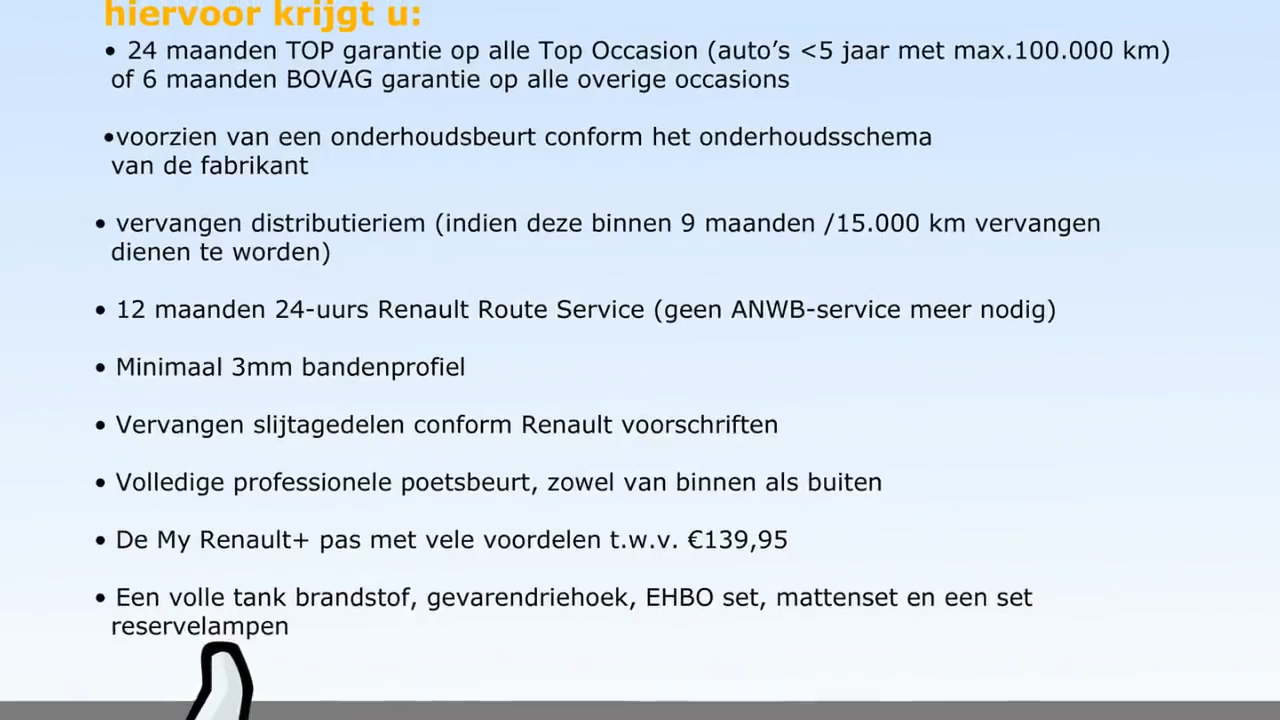 hiervoor krijgt u:
• 24 maanden TOP garantie op alle Top Occasion (auto’s <5 jaar met max.100.000 km)
of 6 maanden BOVAG garantie op alle overige occasions
•voorzien van een onderhoudsbeurt conform het onderhoudsschema
van de fabrikant
• vervangen distributieriem (indien deze binnen 9 maanden /15.000 km vervangen
dienen te worden)
• 12 maanden 24-uurs Renault Route Service (geen ANWB-service meer nodig)
• Minimaal 3mm bandenprofiel
• Vervangen slijtagedelen conform Renault voorschriften
• Volledige professionele poetsbeurt, zowel van binnen als buiten
• De My Renault+ pas met vele voordelen t.w.v. €139,95
• Een volle tank brandstof, gevarendriehoek, EHBO set, mattenset en een set
reservelampen